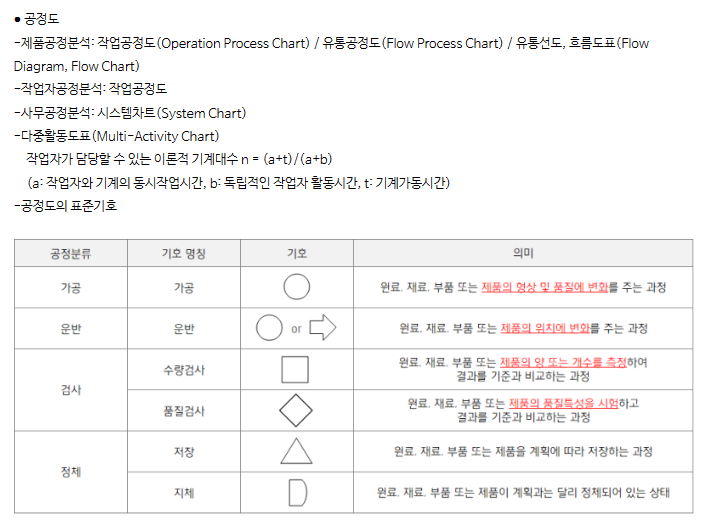 ● 공정도
-제품공정분석: 작업공정도(Operation Process Chart) / 유통공정도(Flow Process Chart) / 유통선도, 흐름도표(Flow
Diagram, Flow Chart)
-작업자공정분석: 작업공정도
-사무공정분석: 시스템차트(System Chart)
-다중활동도표(Multi-Activity Chart)
작업자가 담당할 수 있는 이론적 기계대수 n = (a+t)/(a+b)
(a: 작업자와 기계의 동시작업시간, b: 독립적인 작업자 활동시간, t: 기계가동시간)
-공정도의 표준기호
공정분류 기호 명칭 기호 의미
가공 가공 원료. 재료. 부품 또는 제품의 형상 및 품질에 변화를 주는 과정
운반 운반 or 원료. 재료. 부품 또는 제품의 위치에 변화를 주는 과정
검사
수량검사 원료. 재료. 부품 또는 제품의 양 또는 개수를 측정하여
결과를 기준과 비교하는 과정
품질검사 원료. 재료. 부품 또는 제품의 품질특성을 시험하고
결과를 기준과 비교하는 과정
정체
저장 원료. 재료. 부품 또는 제품을 계획에 따라 저장하는 과정
지체 원료. 재료. 부품 또는 제품이 계획과는 달리 정체되어 있는 상태